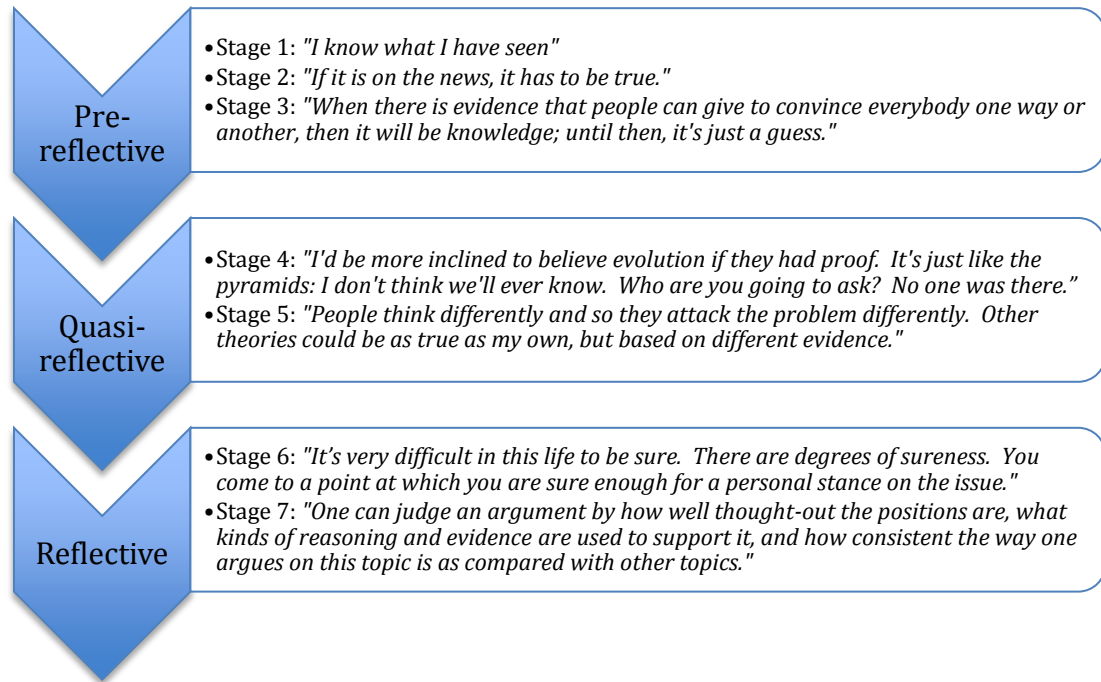 Pre-
reflective
•Stage 1: "I know what I have seen"
•Stage 2: "If it is on the news, it has to be true."
•Stage 3: "When there is evidence that people can give to convince everybody one way or
another, then it will be knowledge; until then, it's just a guess."
Quasi-
reflective
•Stage 4: "I'd be more inclined to believe evolution if they had proof.  It's just like the
pyramids: I don't think we'll ever know.  Who are you going to ask?  No one was there.”
•Stage 5: "People think differently and so they attack the problem differently.  Other
theories could be as true as my own, but based on different evidence."
Reflective
•Stage 6: "It’s very difficult in this life to be sure.  There are degrees of sureness.  You
come to a point at which you are sure enough for a personal stance on the issue."
•Stage 7: "One can judge an argument by how well thought-out the positions are, what
kinds of reasoning and evidence are used to support it, and how consistent the way one
argues on this topic is as compared with other topics."